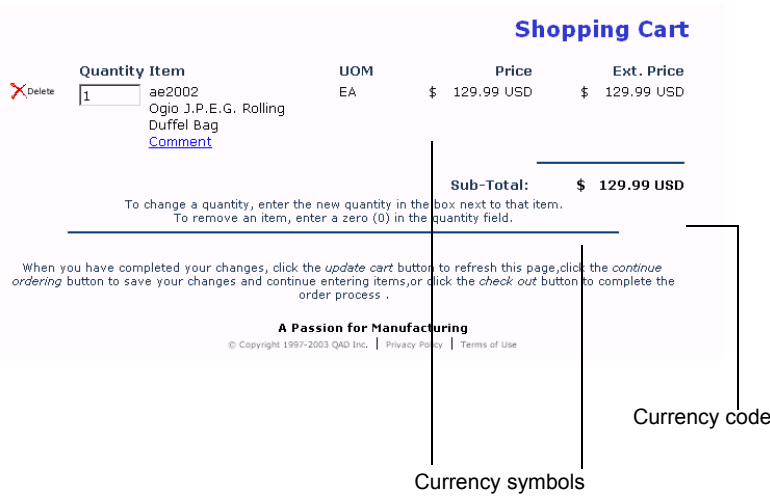 Shopping Cart
Quantity Item UOM Price Ext. Price
Delete 1 ae2002 EA $ 129.99 USD $ 129.99 USD
Ogio J.P.E.G. Rolling
Duffel Bag
Comment
Sub-Total: $ 129.99 USD
To change a quantity, enter the new quantity in the box next to that item.
To remove an item, enter a zero (0) in the quantity field.
When you have completed your changes, click the update cart button to refresh this page,click the continue
ordering button to save your changes and continue entering items,or click the check out button to complete the
order process .
A Passion for Manufacturing
© Copyright 1997-2003 QAD Inc. | Privacy Policy | Terms of Use
Currency code
Currency symbols